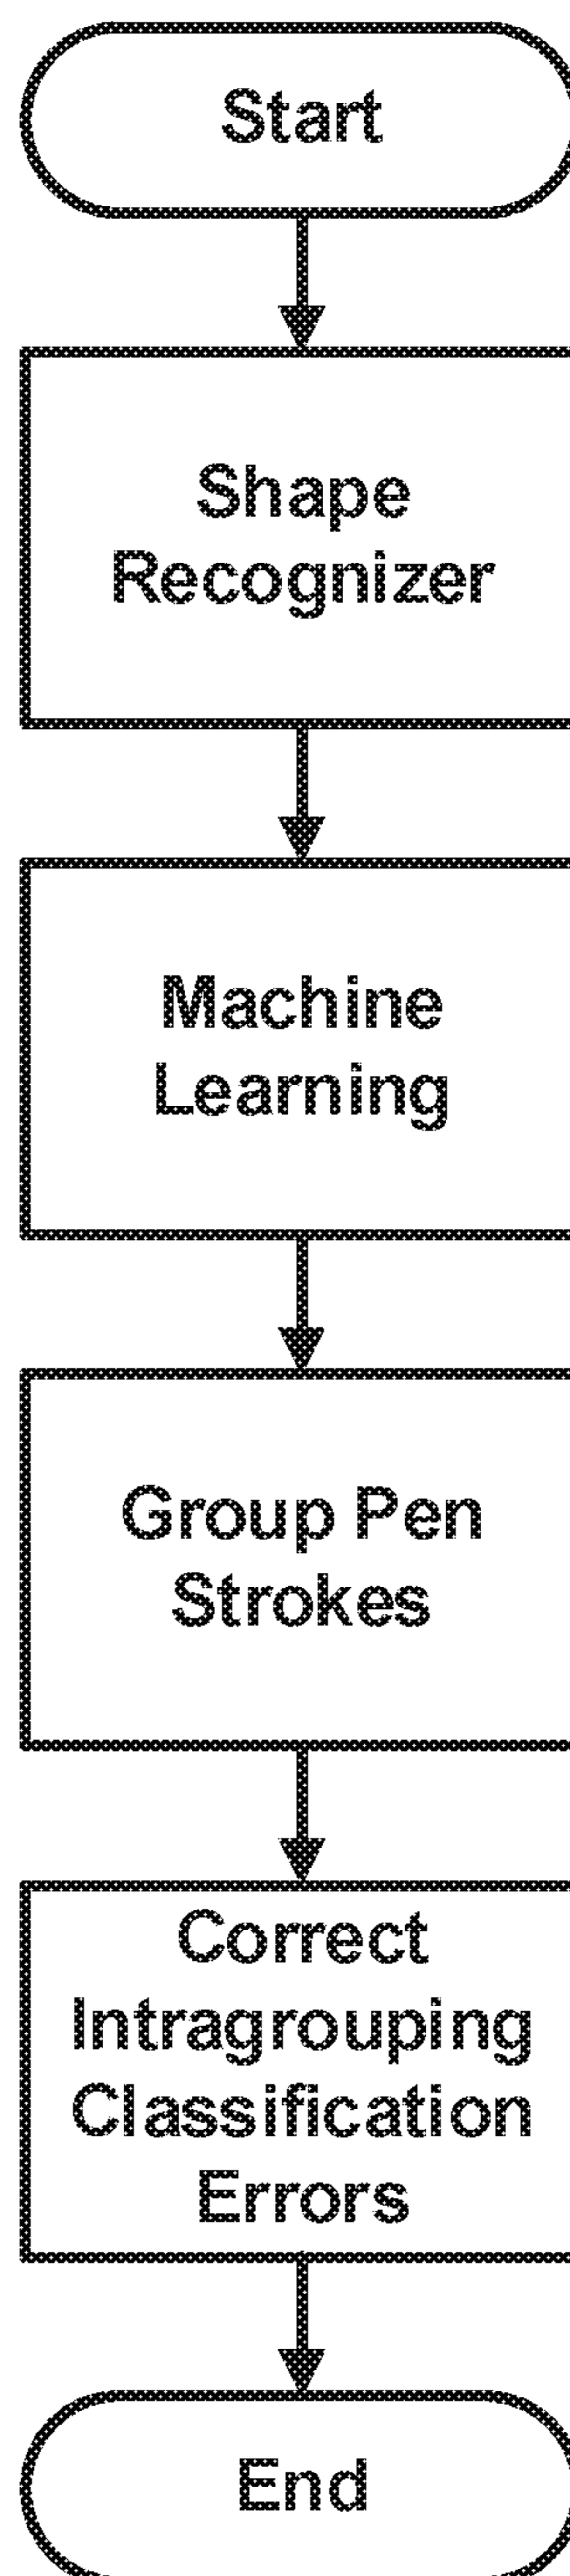 Start
Shape
Recognizer
Machine
Learning
Group Pen
Strokes
Correct
Intragrouping
Classification
Errors
End